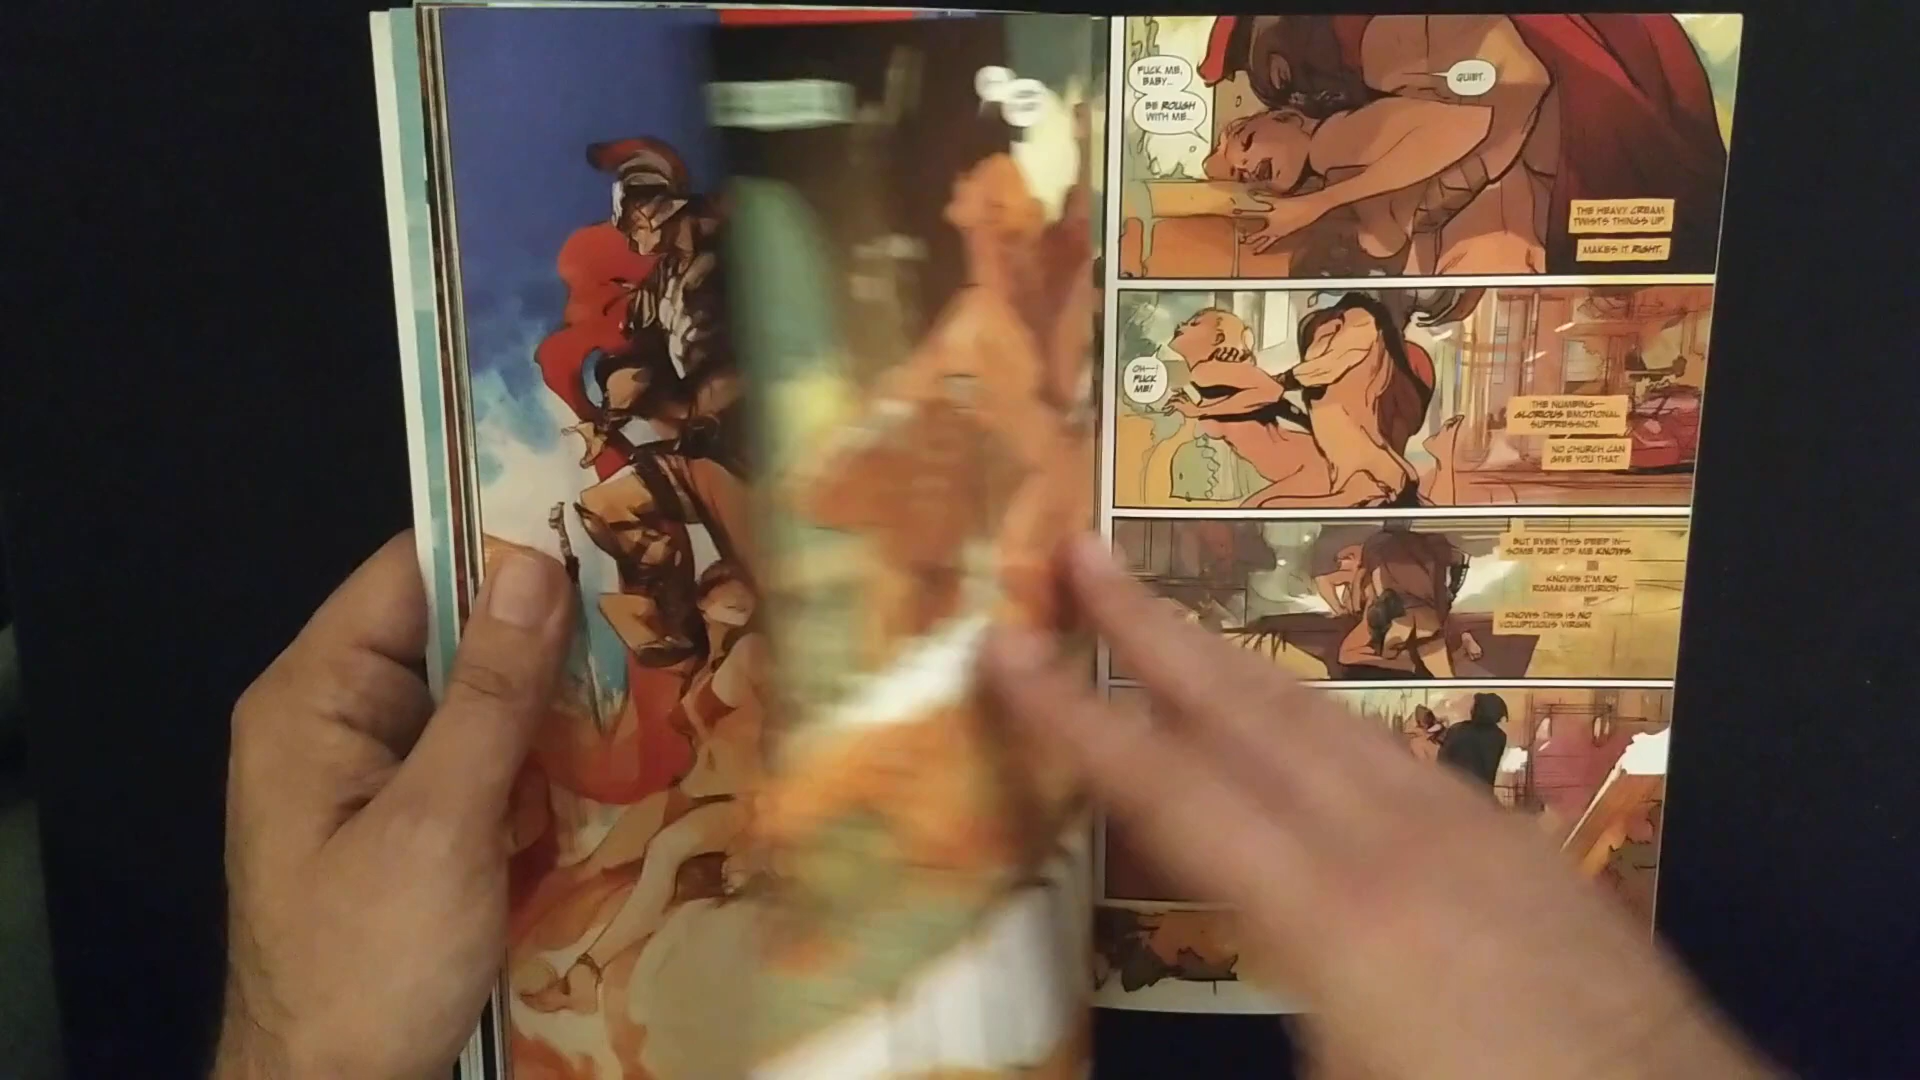 FUCK ME,
BABY...
BE ROUGH
WITH ME...
QUIET.
THE HEAVY CREAM
TWISTS THINGS UP.
MAKES IT RIGHT.
OH—!
FUCK
ME!
THE NUMBING—
GLORIOUS EMOTIONAL
SUPPRESSION.
NO CHURCH CAN
GIVE YOU THAT.
BUT EVEN THIS DEEP IN—
SOME PART OF ME KNOWS.
KNOWS I'M NO
ROMAN CENTURION—
KNOWS THIS IS NO
VOLUPTUOUS VIRGIN.